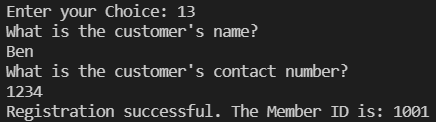 Enter your Choice: 13
What is the customer's name?
Ben
What is the customer's contact number?
1234
Registration successful. The Member ID is: 1001